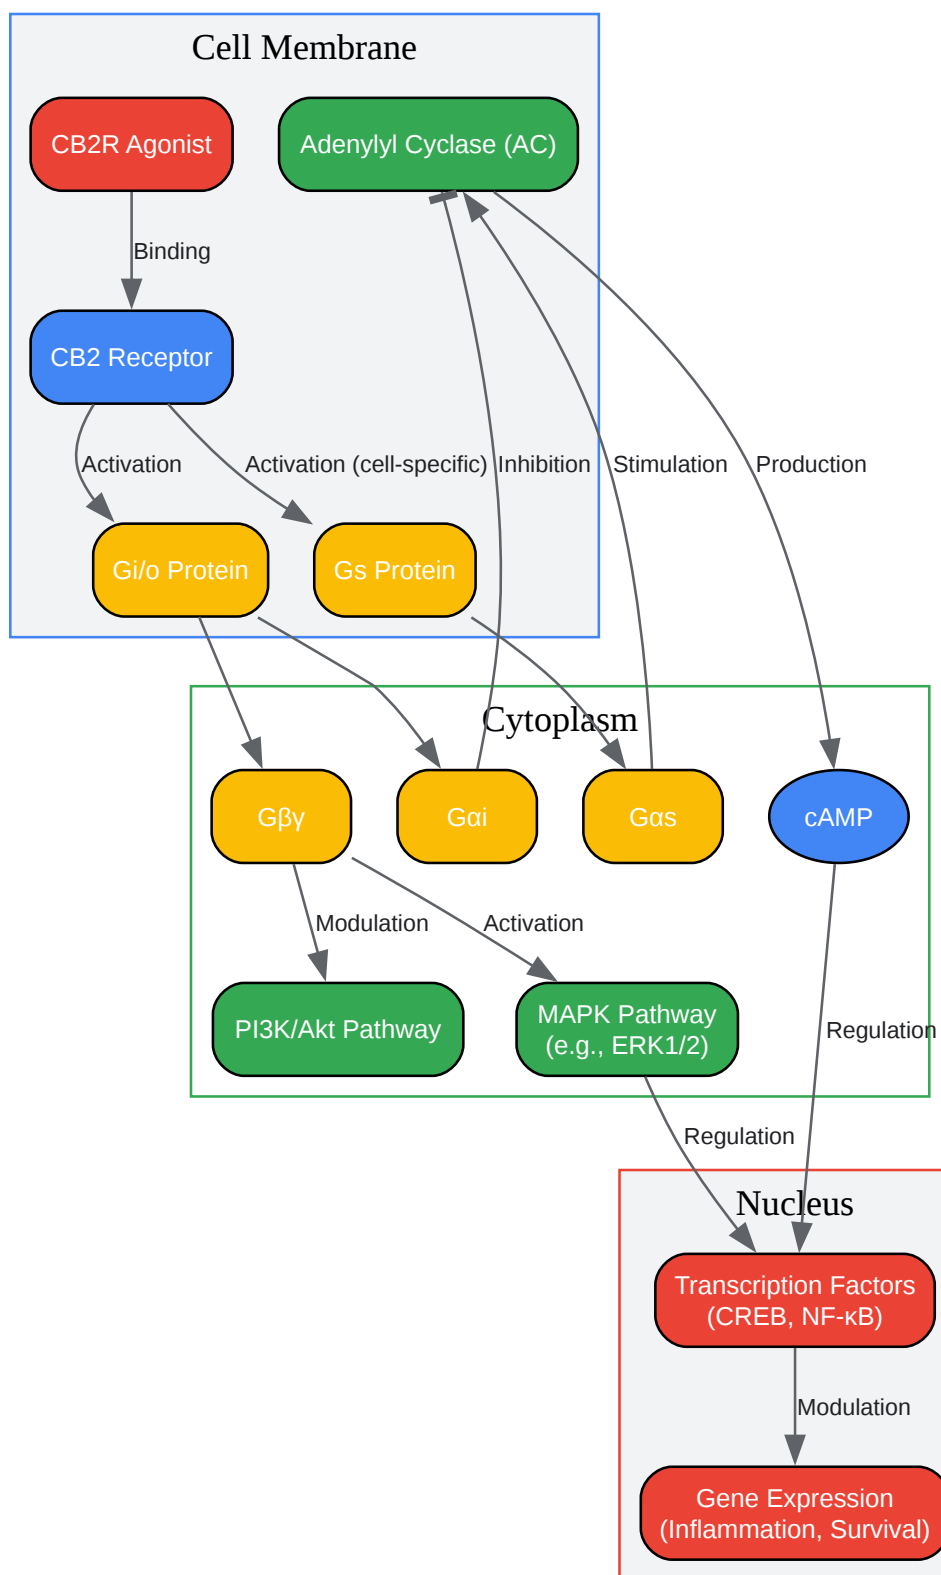 Cell Membrane
CB2R Agonist
Adenylyl Cyclase (AC)
Binding
CB2 Receptor
Activation
Activation (cell-specific)
Inhibition
Stimulation
Production
Gi/o Protein
Gs Protein
Cytoplasm
Gβγ
Gαi
Gαs
cAMP
Modulation
Activation
PI3K/Akt Pathway
MAPK Pathway
(e.g., ERK1/2)
Regulation
Regulation
Nucleus
Transcription Factors
(CREB, NF-κB)
Modulation
Gene Expression
(Inflammation, Survival)